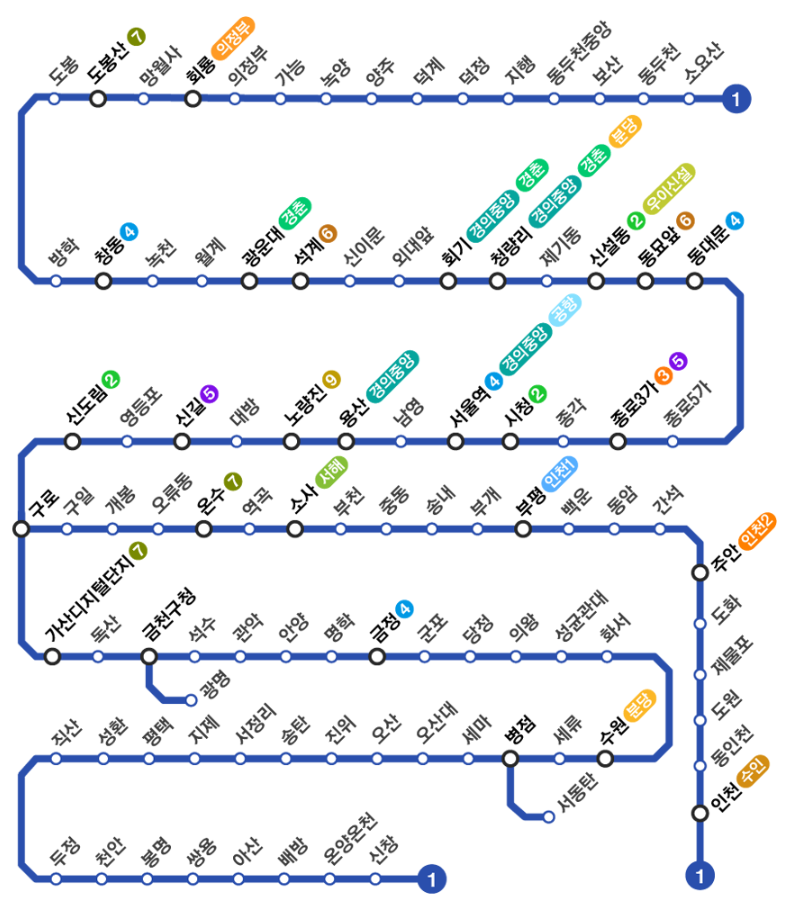 도봉
도봉산 7
망월사
회룡 의정부
의정부
가능
녹양
양주
덕계
덕정
지행
동두천중앙
보산
동두천
소요산
1
방학
창동 4
녹천
월계
광운대 경춘
석계 6
신이문
외대앞
회기 경의중앙 경춘
청량리 경의중앙 경춘 분당
제기동
신설동 2 우이신설
동묘앞 6
동대문 4
신도림 2
영등포
신길 5
대방
노량진 9
용산 경의중앙
남영
서울역 4 경의중앙 공항
시청 2
종각
종로3가 3 5
종로5가
구로
구일
개봉
오류동
온수 7
역곡
소사 서해
부천
중동
송내
부개
부평 인천1
백운
동암
간석
주안 인천2
도화
제물포
도원
동인천
인천 수인
1
가산디지털단지 7
독산
금천구청
석수
관악
안양
명학
금정 4
군포
당정
의왕
성균관대
화서
광명
직산
성환
평택
지제
서정리
송탄
진위
오산
오산대
세마
병점
세류
수원 분당
서동탄
두정
천안
봉명
쌍용
아산
배방
온양온천
신창
1